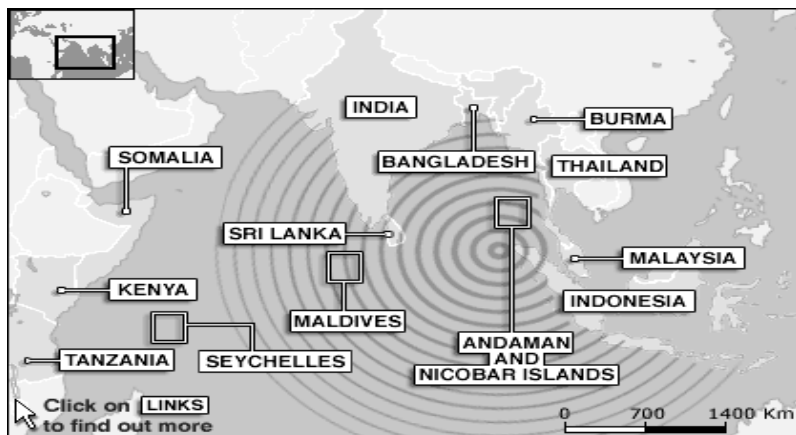 INDIA
BURMA
BANGLADESH
THAILAND
SOMALIA
SRI LANKA
MALAYSIA
KENYA
INDONESIA
MALDIVES
ANDAMAN
AND
NICOBAR ISLANDS
TANZANIA
SEYCHELLES
Click on LINKS
to find out more
0 700 1400 Km